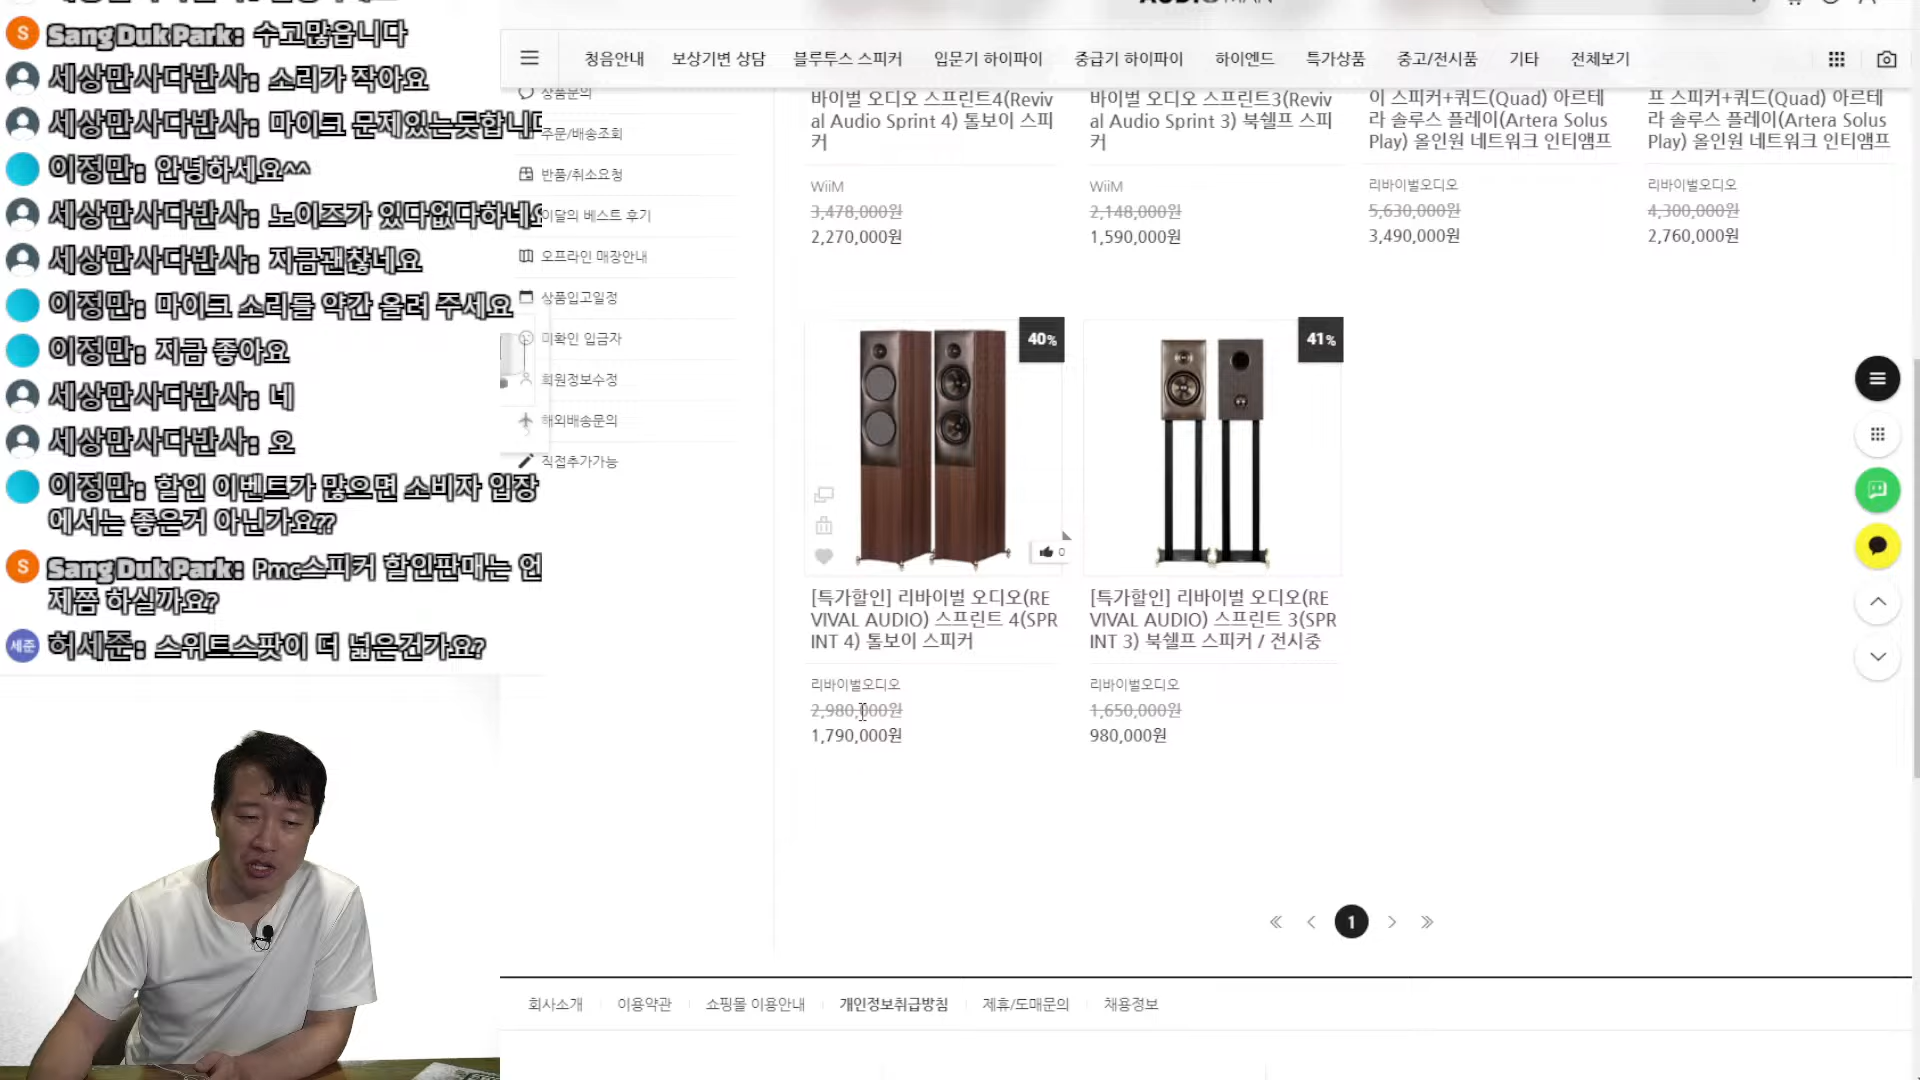 Sang Duk Park: 수고많읍니다
세상만사다반사: 소리가 작아요
세상만사다반사: 마이크 문제있는듯합니다
이정만: 안녕하세요^^
세상만사다반사: 노이즈가 있다없다하네요
세상만사다반사: 지금괜찮네요
이정만: 마이크 소리를 약간 올려 주세요
이정만: 지금 좋아요
세상만사다반사: 네
세상만사다반사: 오
이정만: 할인 이벤트가 많으면 소비자 입장
에서는 좋은거 아닌가요??
Sang Duk Park: Pmc스피커 할인판매는 언
제쯤 하실까요?
허세준: 스위트스팟이 더 넓은건가요?
청음안내
보상기변 상담
블루투스 스피커
입문기 하이파이
중급기 하이파이
하이엔드
특가상품
중고/전시품
기타
전체보기
상품문의
주문/배송조회
반품/취소요청
이달의 베스트 후기
오프라인 매장안내
상품입고일정
미확인 입금자
회원정보수정
해외배송문의
직접추가가능
바이벌 오디오 스프린트4(Reviv
al Audio Sprint 4) 톨보이 스피
커
WiiM
3,478,000원
2,270,000원
바이벌 오디오 스프린트3(Reviv
al Audio Sprint 3) 북쉘프 스피
커
WiiM
2,148,000원
1,590,000원
이 스피커+쿼드(Quad) 아르테
라 솔루스 플레이(Artera Solus
Play) 올인원 네트워크 인티앰프
리바이벌오디오
5,630,000원
3,490,000원
프 스피커+쿼드(Quad) 아르테
라 솔루스 플레이(Artera Solus
Play) 올인원 네트워크 인티앰프
리바이벌오디오
4,300,000원
2,760,000원
40%
0
[특가할인] 리바이벌 오디오(RE
VIVAL AUDIO) 스프린트 4(SPR
INT 4) 톨보이 스피커
리바이벌오디오
2,980,000원
1,790,000원
41%
[특가할인] 리바이벌 오디오(RE
VIVAL AUDIO) 스프린트 3(SPR
INT 3) 북쉘프 스피커 / 전시중
리바이벌오디오
1,650,000원
980,000원
1
회사소개
이용약관
쇼핑몰 이용안내
개인정보취급방침
제휴/도매문의
채용정보